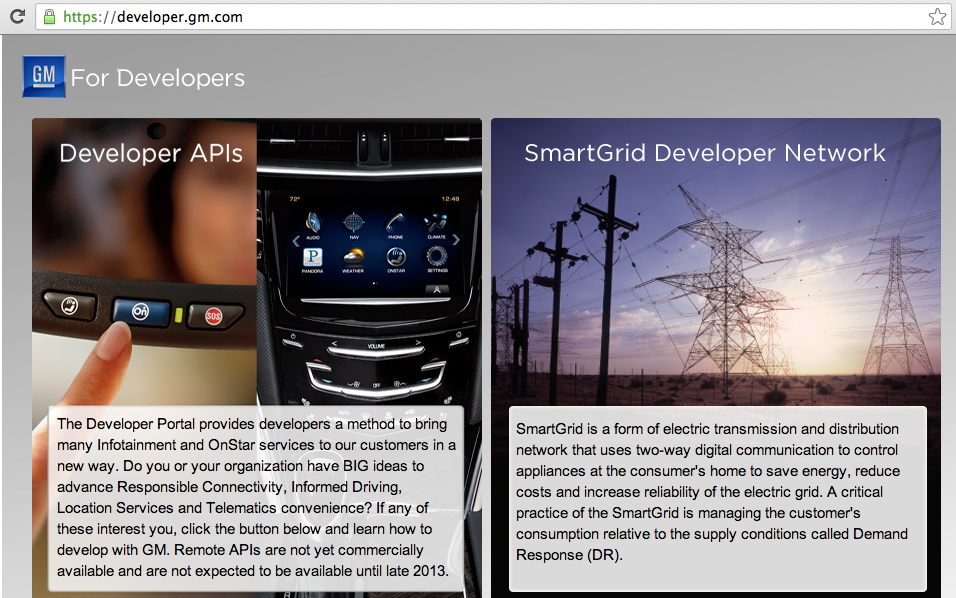 https://developer.gm.com
GM For Developers
Developer APIs
72°
12:48
AUDIO NAV PHONE CLIMATE
P
PANDORA WEATHER ONSTAR SETTINGS
On
SOS
< VOLUME >
OFF
The Developer Portal provides developers a method to bring
many Infotainment and OnStar services to our customers in a
new way. Do you or your organization have BIG ideas to
advance Responsible Connectivity, Informed Driving,
Location Services and Telematics convenience? If any of
these interest you, click the button below and learn how to
develop with GM. Remote APIs are not yet commercially
available and are not expected to be available until late 2013.
SmartGrid Developer Network
SmartGrid is a form of electric transmission and distribution
network that uses two-way digital communication to control
appliances at the consumer's home to save energy, reduce
costs and increase reliability of the electric grid. A critical
practice of the SmartGrid is managing the customer's
consumption relative to the supply conditions called Demand
Response (DR).